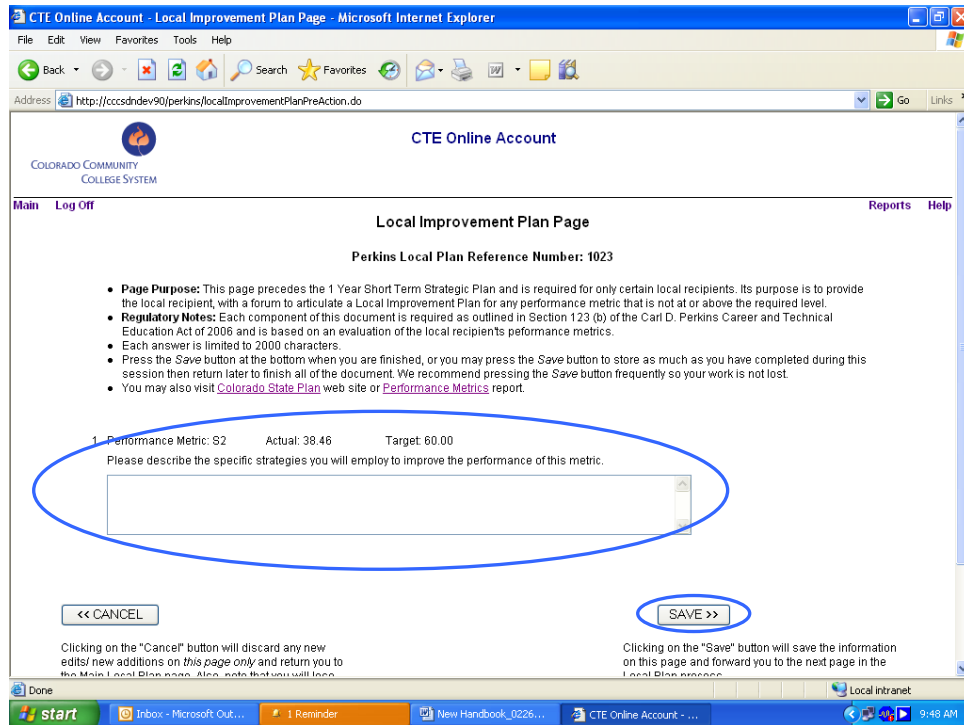 CTE Online Account - Local Improvement Plan Page - Microsoft Internet Explorer
File Edit View Favorites Tools Help
Back Search Favorites
Address http://cccsdndev90/perkins/localImprovementPlanPreAction.do Go Links
COLORADO COMMUNITY
COLLEGE SYSTEM
CTE Online Account
Main Log Off Reports Help
Local Improvement Plan Page
Perkins Local Plan Reference Number: 1023
• Page Purpose: This page precedes the 1 Year Short Term Strategic Plan and is required for only certain local recipients. Its purpose is to provide
the local recipient, with a forum to articulate a Local Improvement Plan for any performance metric that is not at or above the required level.
• Regulatory Notes: Each component of this document is required as outlined in Section 123 (b) of the Carl D. Perkins Career and Technical
Education Act of 2006 and is based on an evaluation of the local recipient's peformance metrics.
• Each answer is limited to 2000 characters.
• Press the Save button at the bottom when you are finished, or you may press the Save button to store as much as you have completed during this
session then return later to finish all of the document. We recommend pressing the Save button frequently so your work is not lost.
• You may also visit Colorado State Plan web site or Performance Metrics report.
1. Performance Metric: S2 Actual: 38.46 Target: 60.00
Please describe the specific strategies you will employ to improve the performance of this metric.
<< CANCEL SAVE >>
Clicking on the "Cancel" button will discard any new
edits/ new additions on this page only and return you to
the Main Local Plan page. Also, note that you will lose
Clicking on the "Save" button will save the information
on this page and forward you to the next page in the
Local Plan process.
Done Local intranet
start Inbox - Microsoft Out... 1 Reminder New Handbook_0226... CTE Online Account - ... 9:48 AM